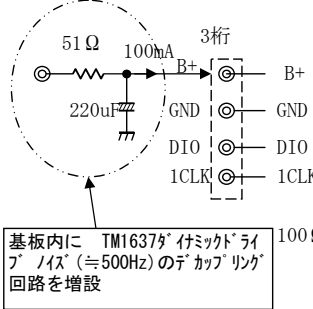 51Ω
100mA
3桁
B+
B+
220uF
GND
GND
DIO
DIO
1CLK
1CLK
100Ω
基板内に TM1637ダイナミックドライ
ブ ノイズ(≒500Hz)のデカップリング
回路を増設